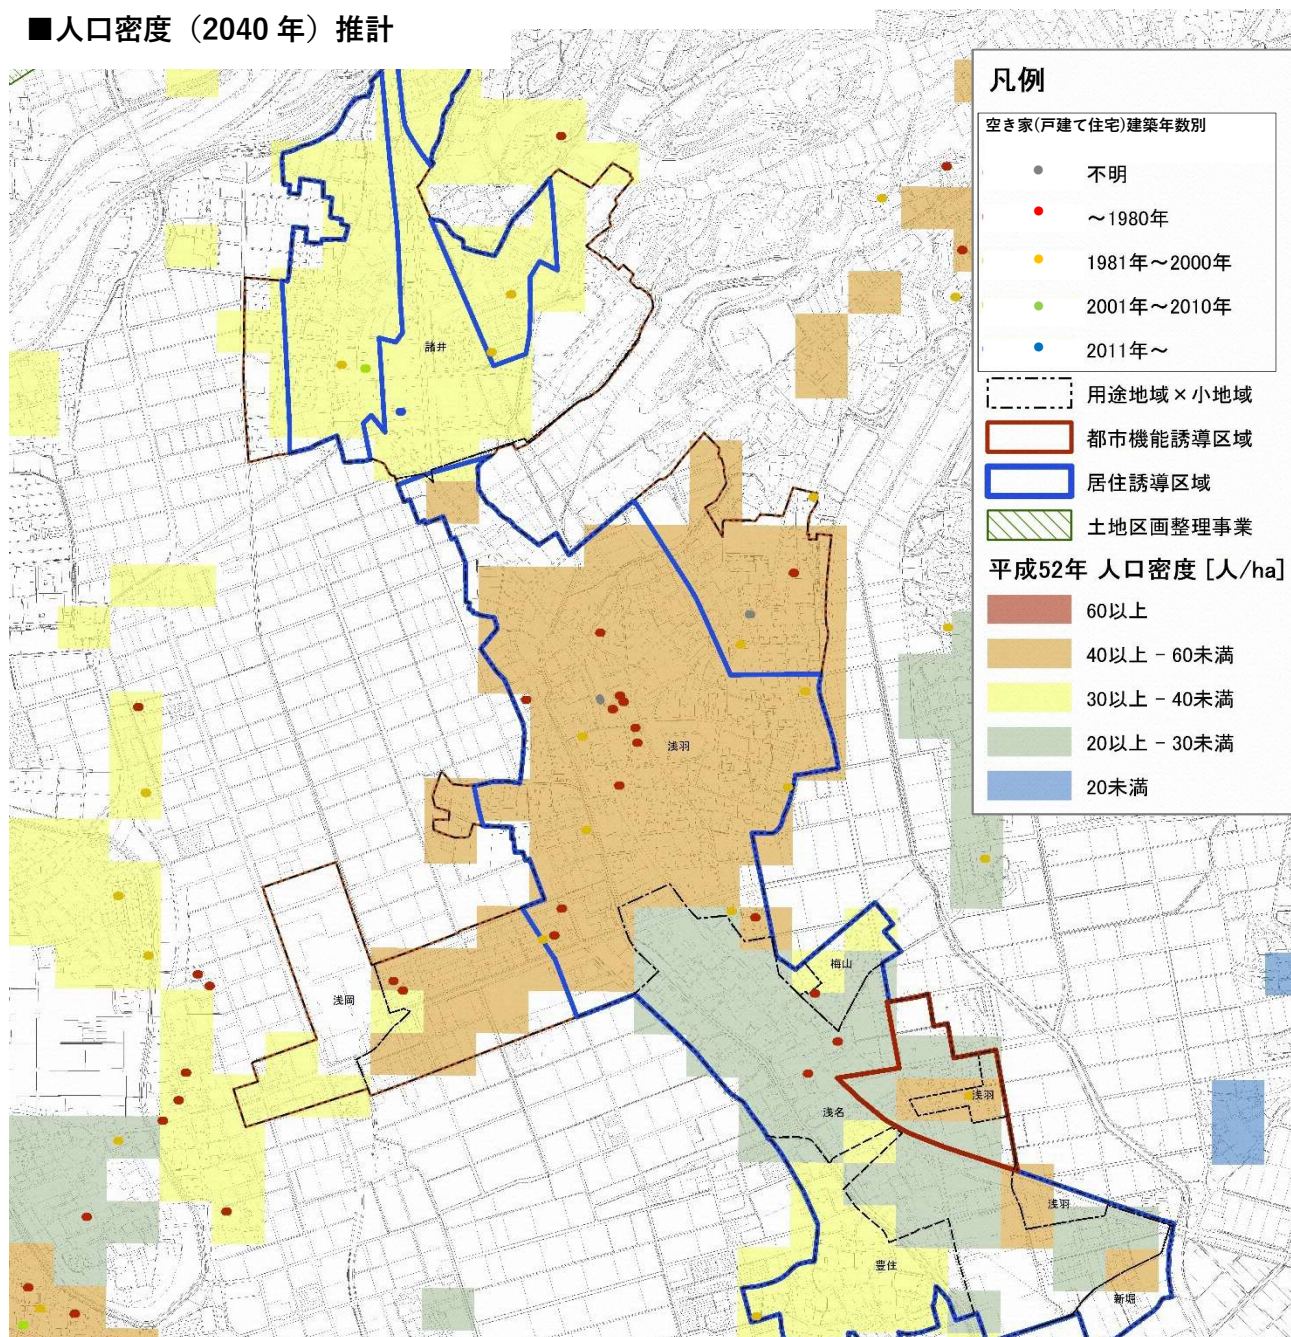 ■人口密度（2040 年）推計
凡例
空き家(戸建て住宅)建築年数別
不明
～1980年
1981年～2000年
2001年～2010年
2011年～
用途地域×小地域
都市機能誘導区域
居住誘導区域
土地区画整理事業
平成52年 人口密度 [人/ha]
60以上
40以上 - 60未満
30以上 - 40未満
20以上 - 30未満
20未満
諸井
浅羽
梅山
浅岡
浅羽
浅名
浅羽
豊住
新堀